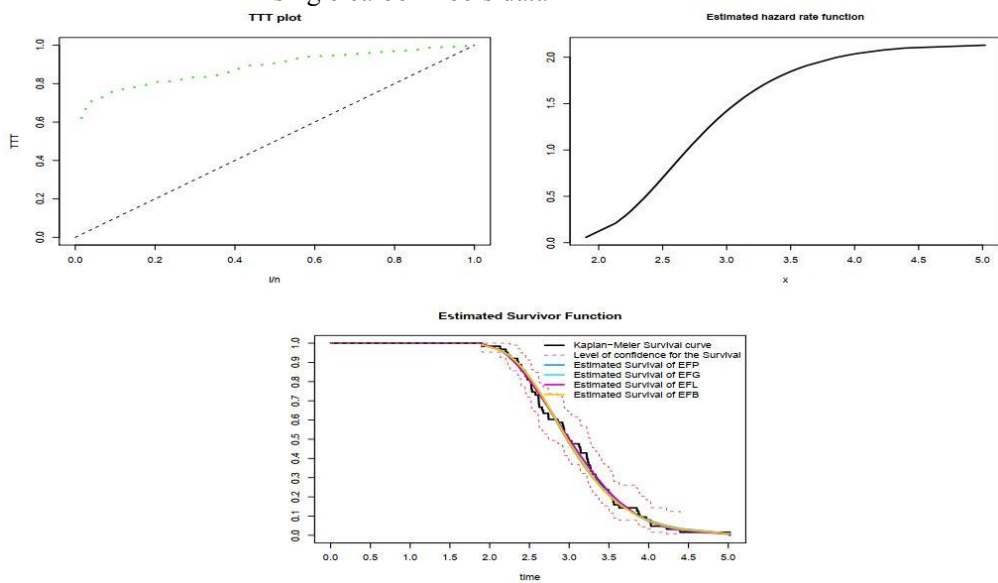 single carbon fibers data
TTT plot
TTT
1.0
0.8
0.6
0.4
0.2
0.0
0.0 0.2 0.4 0.6 0.8 1.0
i/n
Estimated hazard rate function
2.0
1.5
1.0
0.5
0.0
2.0 2.5 3.0 3.5 4.0 4.5 5.0
x
Estimated Survivor Function
Kaplan-Meier Survival curve
Level of confidence for the Survival
Estimated Survival of EFP
Estimated Survival of EFG
Estimated Survival of EFL
Estimated Survival of EFB
1.0
0.9
0.8
0.7
0.6
0.5
0.4
0.3
0.2
0.1
0.0
0.0 0.5 1.0 1.5 2.0 2.5 3.0 3.5 4.0 4.5 5.0
time